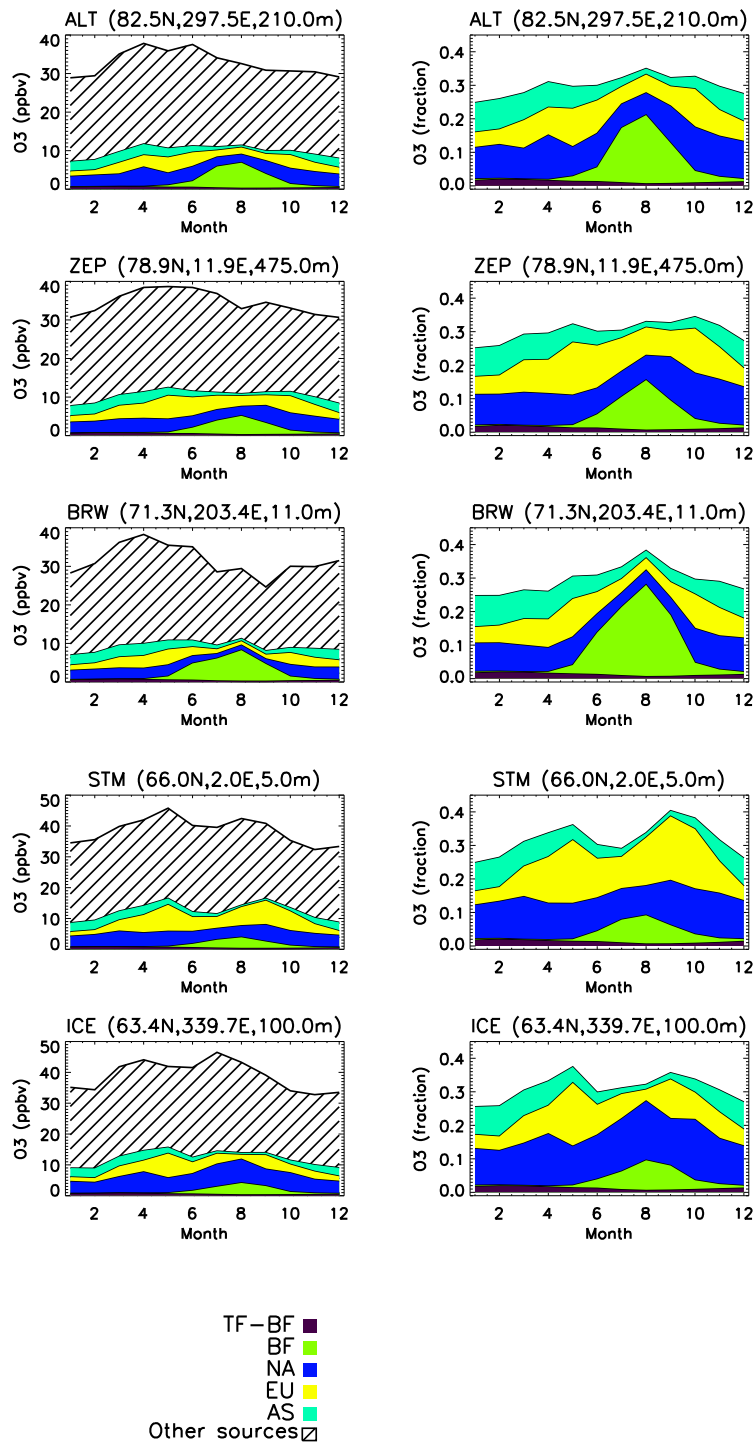 ALT (82.5N,297.5E,210.0m)
40
30
20
10
0
O3 (ppbv)
2 4 6 8 10 12
Month
ALT (82.5N,297.5E,210.0m)
0.4
0.3
0.2
0.1
0.0
O3 (fraction)
2 4 6 8 10 12
Month
ZEP (78.9N,11.9E,475.0m)
40
30
20
10
0
O3 (ppbv)
2 4 6 8 10 12
Month
ZEP (78.9N,11.9E,475.0m)
0.4
0.3
0.2
0.1
0.0
O3 (fraction)
2 4 6 8 10 12
Month
BRW (71.3N,203.4E,11.0m)
40
30
20
10
0
O3 (ppbv)
2 4 6 8 10 12
Month
BRW (71.3N,203.4E,11.0m)
0.4
0.3
0.2
0.1
0.0
O3 (fraction)
2 4 6 8 10 12
Month
STM (66.0N,2.0E,5.0m)
50
40
30
20
10
0
O3 (ppbv)
2 4 6 8 10 12
Month
STM (66.0N,2.0E,5.0m)
0.4
0.3
0.2
0.1
0.0
O3 (fraction)
2 4 6 8 10 12
Month
ICE (63.4N,339.7E,100.0m)
50
40
30
20
10
0
O3 (ppbv)
2 4 6 8 10 12
Month
ICE (63.4N,339.7E,100.0m)
0.4
0.3
0.2
0.1
0.0
O3 (fraction)
2 4 6 8 10 12
Month
TF-BF
BF
NA
EU
AS
Other sources